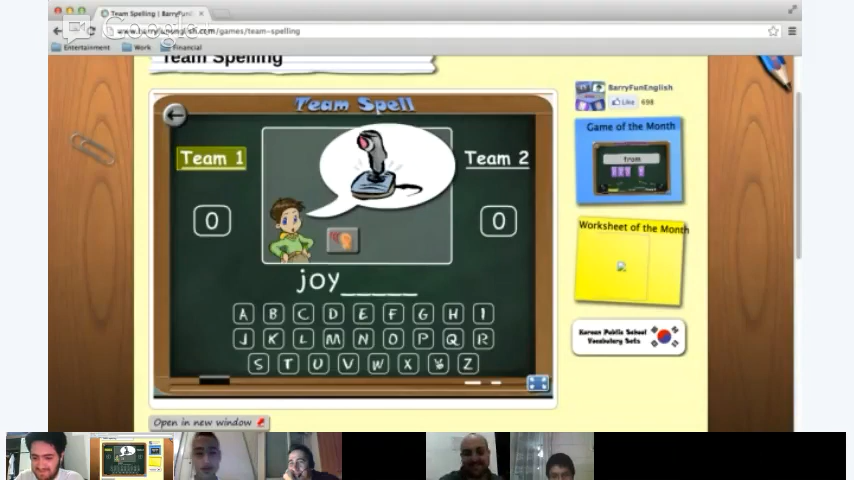 Team Spelling | BarryFunE
Google
www.barryfunenglish.com/games/team-spelling
Entertainment Work Financial
Team Spelling
Team Spell
Team 1
Team 2
0
0
joy_____
A B C D E F G H I
J K L M N O P Q R
S T U V W X Y Z
Open in new window
BarryFunEnglish
Like 698
Game of the Month
Worksheet of the Month
Korean Public School
Vocabulary Sets